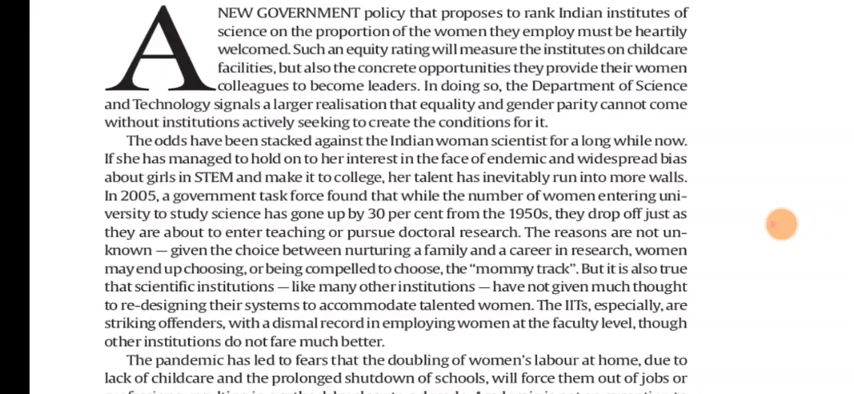 A NEW GOVERNMENT policy that proposes to rank Indian institutes of
science on the proportion of the women they employ must be heartily
welcomed. Such an equity rating will measure the institutes on childcare
facilities, but also the concrete opportunities they provide their women
colleagues to become leaders. In doing so, the Department of Science
and Technology signals a larger realisation that equality and gender parity cannot come
without institutions actively seeking to create the conditions for it.
The odds have been stacked against the Indian woman scientist for a long while now.
If she has managed to hold on to her interest in the face of endemic and widespread bias
about girls in STEM and make it to college, her talent has inevitably run into more walls.
In 2005, a government task force found that while the number of women entering uni-
versity to study science has gone up by 30 per cent from the 1950s, they drop off just as
they are about to enter teaching or pursue doctoral research. The reasons are not un-
known — given the choice between nurturing a family and a career in research, women
may end up choosing, or being compelled to choose, the “mommy track”. But it is also true
that scientific institutions — like many other institutions — have not given much thought
to re-designing their systems to accommodate talented women. The IITs, especially, are
striking offenders, with a dismal record in employing women at the faculty level, though
other institutions do not fare much better.
The pandemic has led to fears that the doubling of women’s labour at home, due to
lack of childcare and the prolonged shutdown of schools, will force them out of jobs or